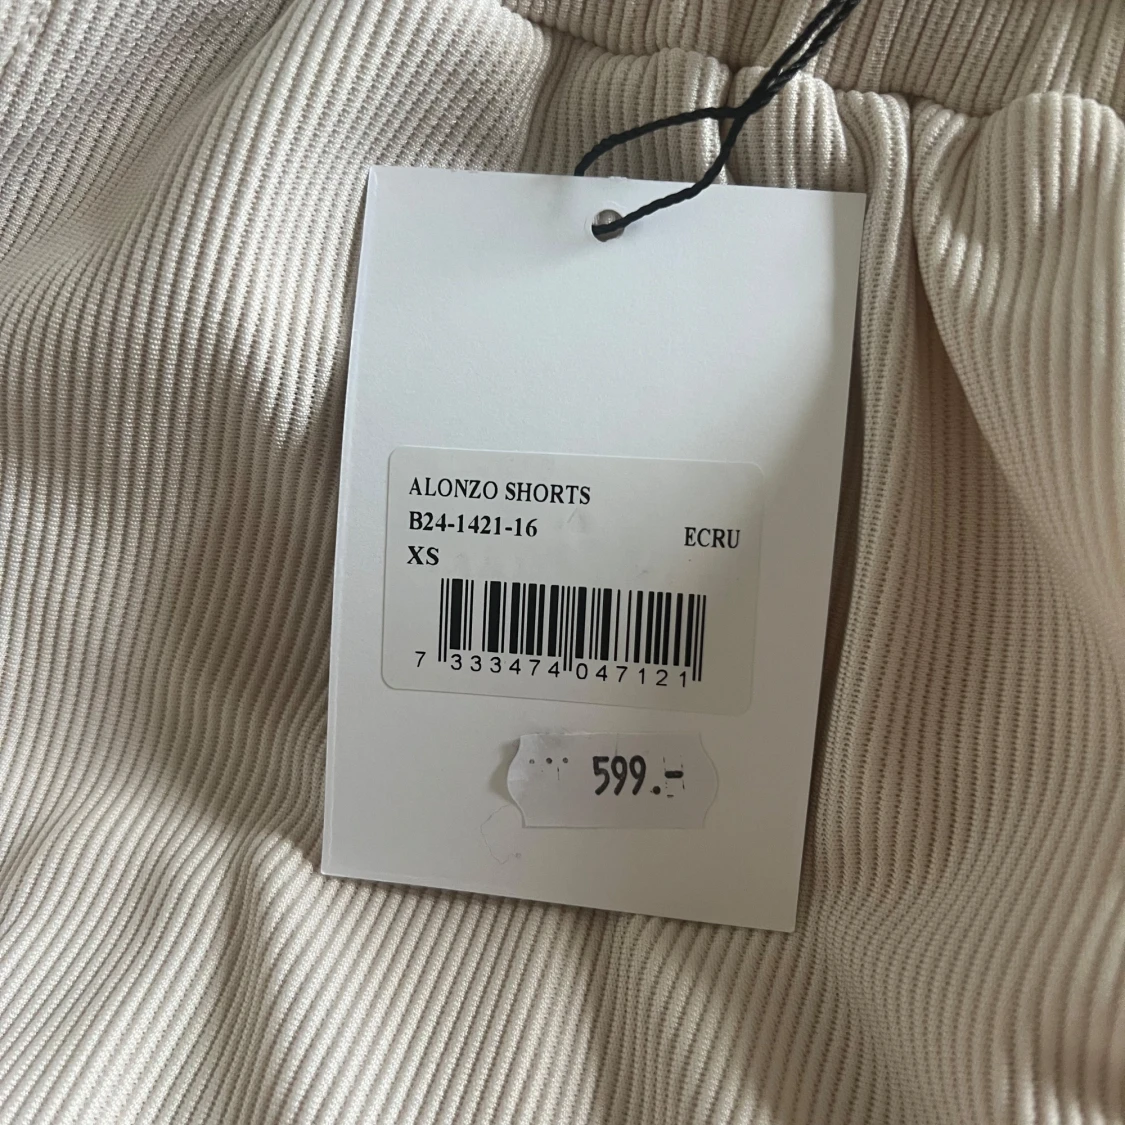 ALONZO SHORTS
B24-1421-16 ECRU
XS
7 333474 047121
599.-